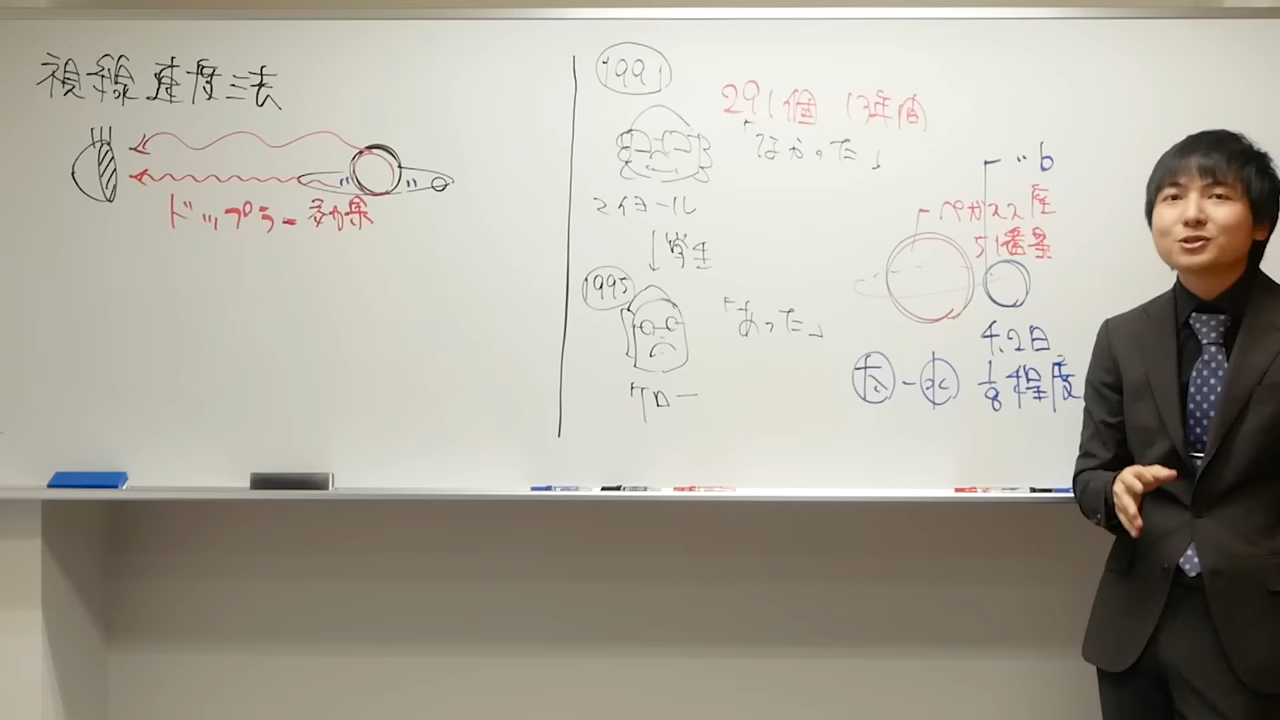 視線速度法
ドップラー効果
1991
291個 13年間
「なかった」
マイヨール
↓学生
1995
「あった」
ケロー
〃b
ペガスス座
51番星
4.2日
太-水 1/8程度